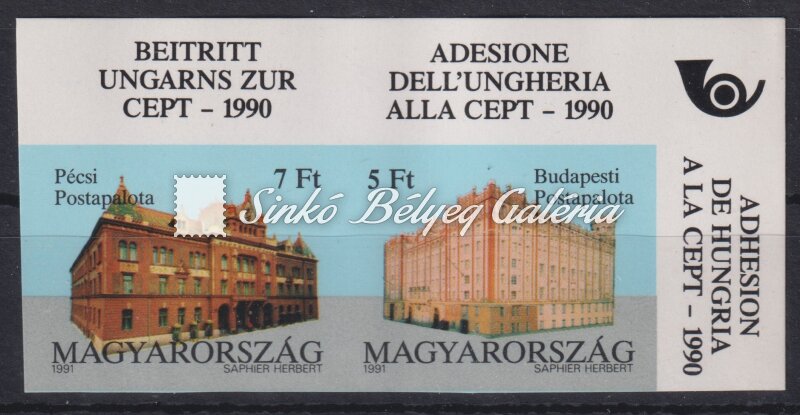 BEITRITT
UNGARNS ZUR
CEPT – 1990
ADESIONE
DELL'UNGHERIA
ALLA CEPT – 1990
ADHESION
DE HUNGRIA
A LA CEPT – 1990
Pécsi
Postapalota
7 Ft
5 Ft
Budapesti
Postapalota
Sinkó Bélyeg Galéria
MAGYARORSZÁG
1991
SAPHIER HERBERT
MAGYARORSZÁG
1991
SAPHIER HERBERT